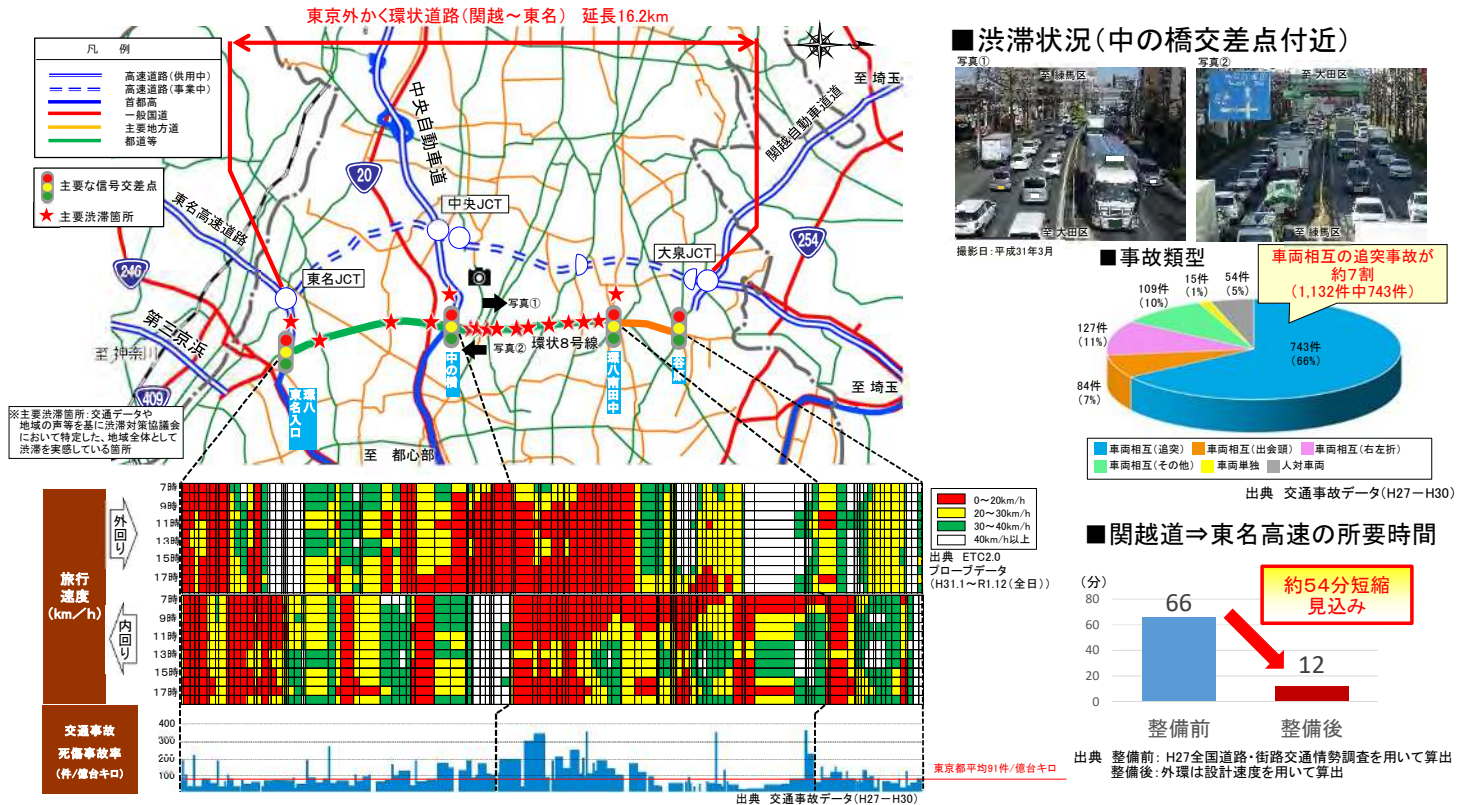 東京外かく環状道路(関越～東名) 延長16.2km
凡 例
高速道路(供用中)
高速道路(事業中)
首都高
一般国道
主要地方道
都道等
主要な信号交差点
主要渋滞箇所
東名高速道路
中央自動車道
関越自動車道
至 埼玉
20
246
254
409
中央JCT
東名JCT
大泉JCT
第三京浜
至 神奈川
写真①
写真②
環状8号線
環八東名入口
中の橋
環八南田中
谷原
至 埼玉
至 都心部
※主要渋滞箇所:交通データや
地域の声等を基に渋滞対策協議会
において特定した、地域全体として
渋滞を実感している箇所
■渋滞状況(中の橋交差点付近)
写真①
写真②
至 練馬区
至 大田区
至 大田区
至 練馬区
撮影日:平成31年3月
■事故類型
車両相互の追突事故が
約7割
(1,132件中743件)
743件
(66%)
84件
(7%)
127件
(11%)
109件
(10%)
15件
(1%)
54件
(5%)
車両相互(追突)
車両相互(出会頭)
車両相互(右左折)
車両相互(その他)
車両単独
人対車両
出典 交通事故データ(H27－H30)
旅行
速度
(km/h)
外回り
内回り
7時
9時
11時
13時
15時
17時
7時
9時
11時
13時
15時
17時
0～20km/h
20～30km/h
30～40km/h
40km/h以上
出典 ETC2.0
プローブデータ
(H31.1～R1.12(全日))
交通事故
死傷事故率
(件/億台キロ)
400
300
200
100
東京都平均91件/億台キロ
出典 交通事故データ(H27－H30)
■関越道⇒東名高速の所要時間
(分)
80
60
40
20
0
66
12
約54分短縮
見込み
整備前
整備後
出典 整備前: H27全国道路・街路交通情勢調査を用いて算出
整備後:外環は設計速度を用いて算出